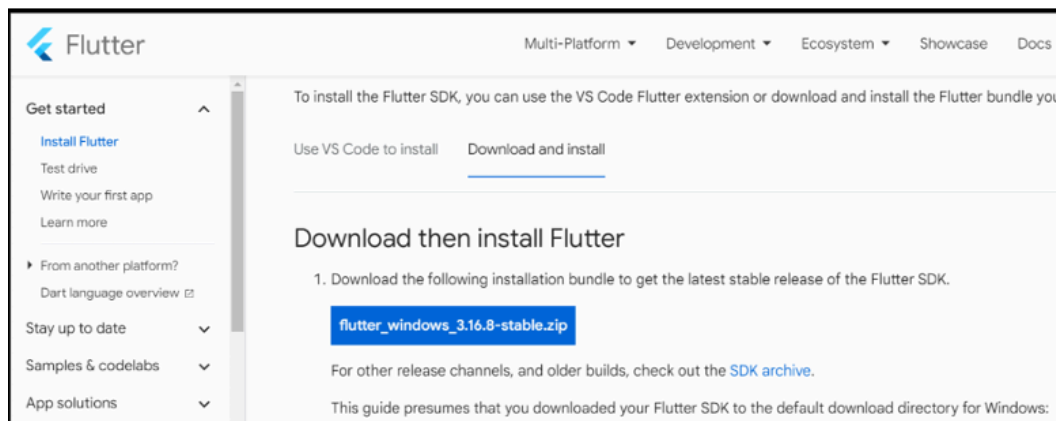 Flutter
Multi-Platform Development Ecosystem Showcase Docs
Get started
Install Flutter
Test drive
Write your first app
Learn more
From another platform?
Dart language overview
Stay up to date
Samples & codelabs
App solutions
To install the Flutter SDK, you can use the VS Code Flutter extension or download and install the Flutter bundle
Use VS Code to install Download and install
Download then install Flutter
1. Download the following installation bundle to get the latest stable release of the Flutter SDK.
flutter_windows_3.16.8-stable.zip
For other release channels, and older builds, check out the SDK archive.
This guide presumes that you downloaded your Flutter SDK to the default download directory for Windows: